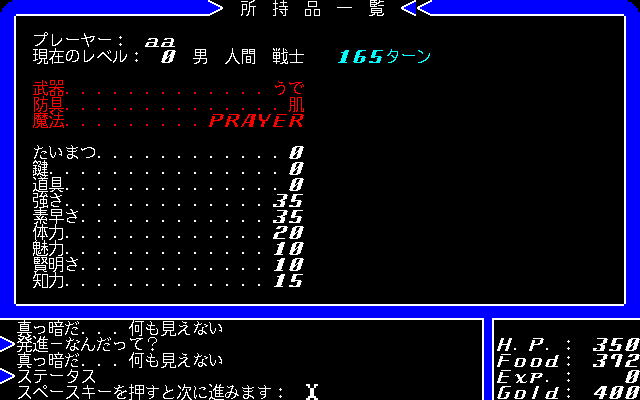 所持品一覧
プレーヤー： aa
現在のレベル： 0 男 人間 戦士 165ターン
武器. . . . . . . . . . . . . うで
防具. . . . . . . . . . . . . . 肌
魔法. . . . . . . . . PRAYER
たいまつ. . . . . . . . . . . . 0
鍵. . . . . . . . . . . . . . 0
道具. . . . . . . . . . . . . 0
強さ. . . . . . . . . . . . . 35
素早さ. . . . . . . . . . . . 35
体力. . . . . . . . . . . . . 20
魅力. . . . . . . . . . . . . 10
賢明さ. . . . . . . . . . . . 10
知力. . . . . . . . . . . . . 15
真っ暗だ. . . 何も見えない
発進－なんだって？
真っ暗だ. . . 何も見えない
ステータス
スペースキーを押すと次に進みます：
H.P.: 350
Food: 392
Exp.: 0
Gold: 400